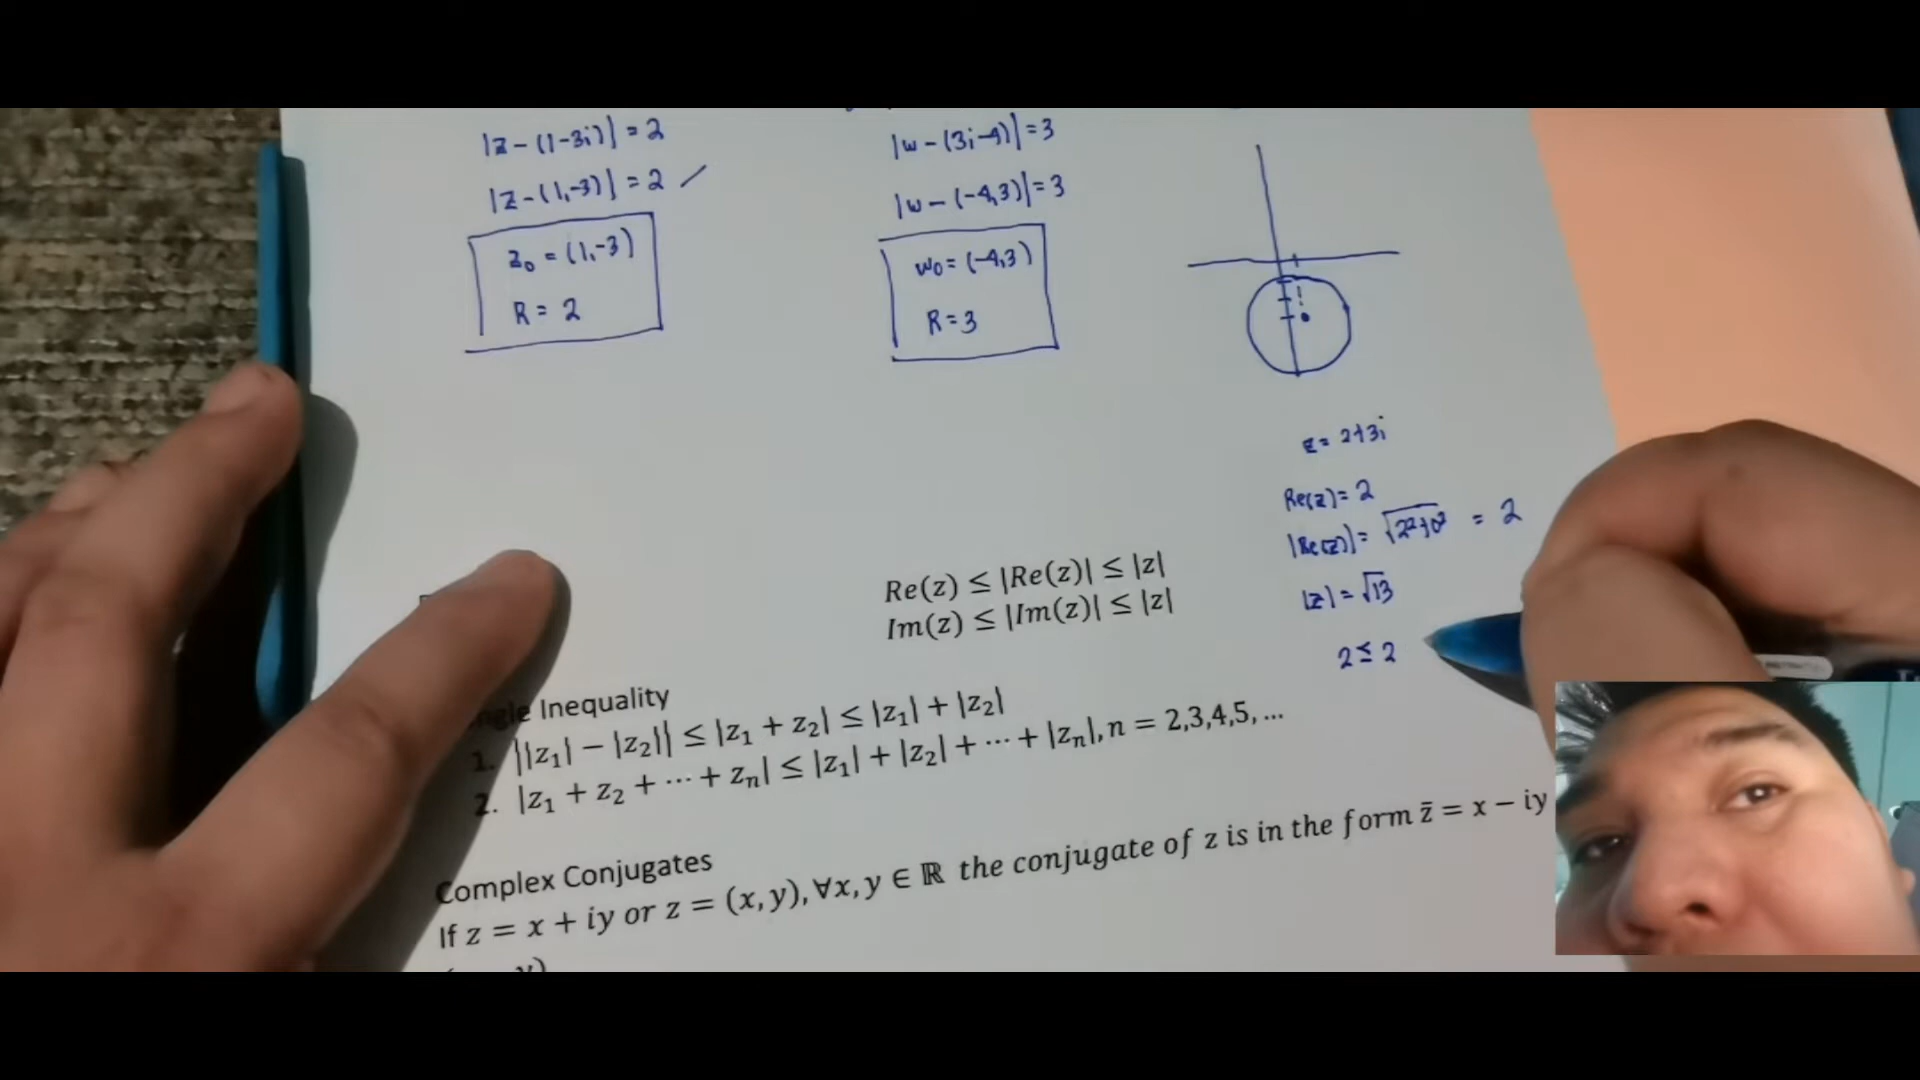 |z-(1-3i)| = 2
|z-(1,-3)| = 2
z₀ = (1,-3)
R = 2
|w-(3i-4)| = 3
|w-(-4,3)| = 3
w₀ = (-4,3)
R = 3
z = 2+3i
Re(z) = 2
|Re(z)| = √2²+0² = 2
|z| = √13
2 ≤ 2
Re(z) ≤ |Re(z)| ≤ |z|
Im(z) ≤ |Im(z)| ≤ |z|
Inequality
1. ||z₁| − |z₂|| ≤ |z₁ + z₂| ≤ |z₁| + |z₂|
2. |z₁ + z₂ + ⋯ + zₙ| ≤ |z₁| + |z₂| + ⋯ + |zₙ|, n = 2,3,4,5, …
Complex Conjugates
If z = x + iy or z = (x, y), ∀x, y ∈ ℝ the conjugate of z is in the form z̄ = x − iy